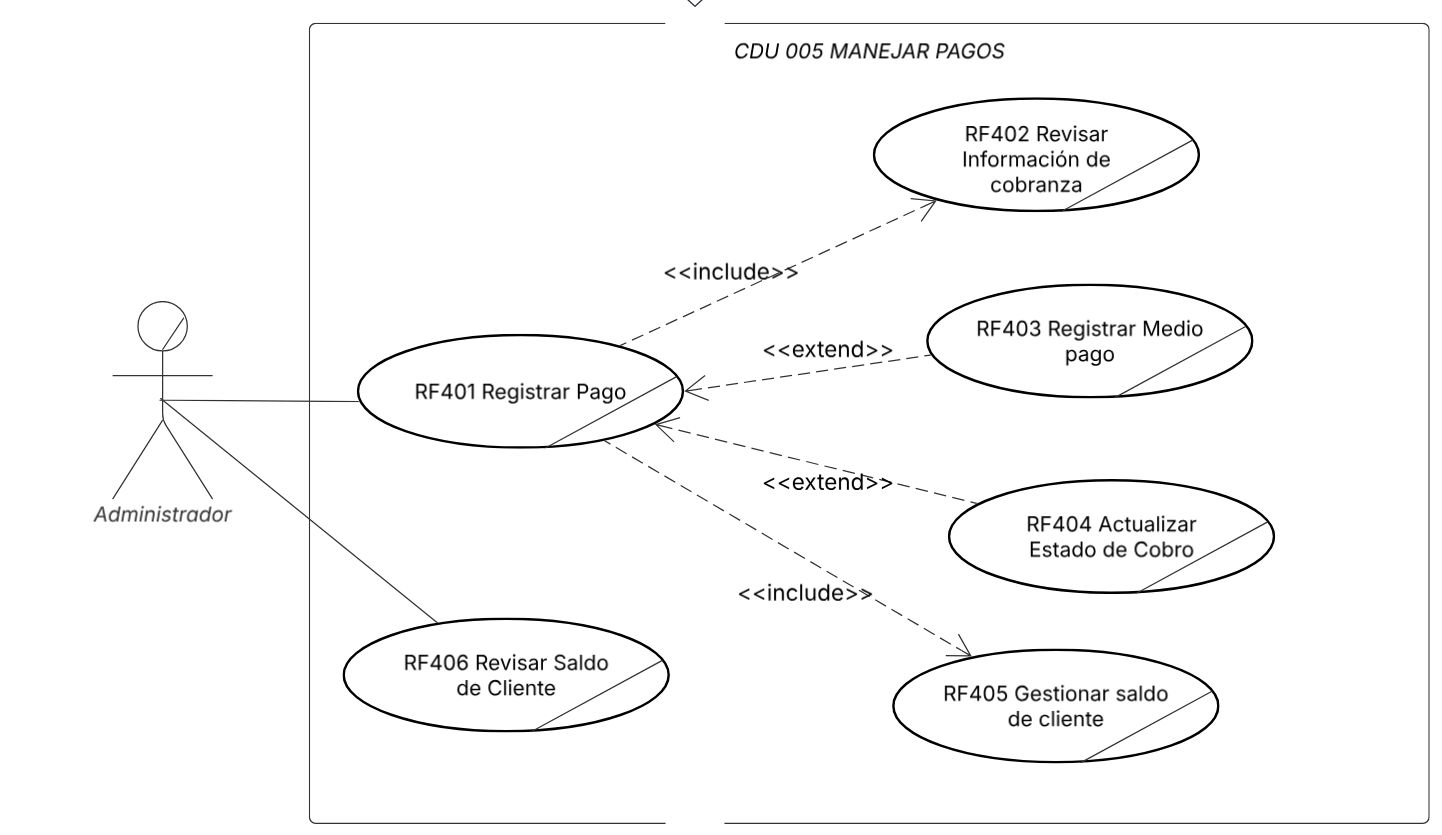 CDU 005 MANEJAR PAGOS
RF402 Revisar
Información de
cobranza
<<include>>
RF403 Registrar Medio
pago
<<extend>>
RF401 Registrar Pago
<<extend>>
RF404 Actualizar
Estado de Cobro
Administrador
<<include>>
RF406 Revisar Saldo
de Cliente
RF405 Gestionar saldo
de cliente